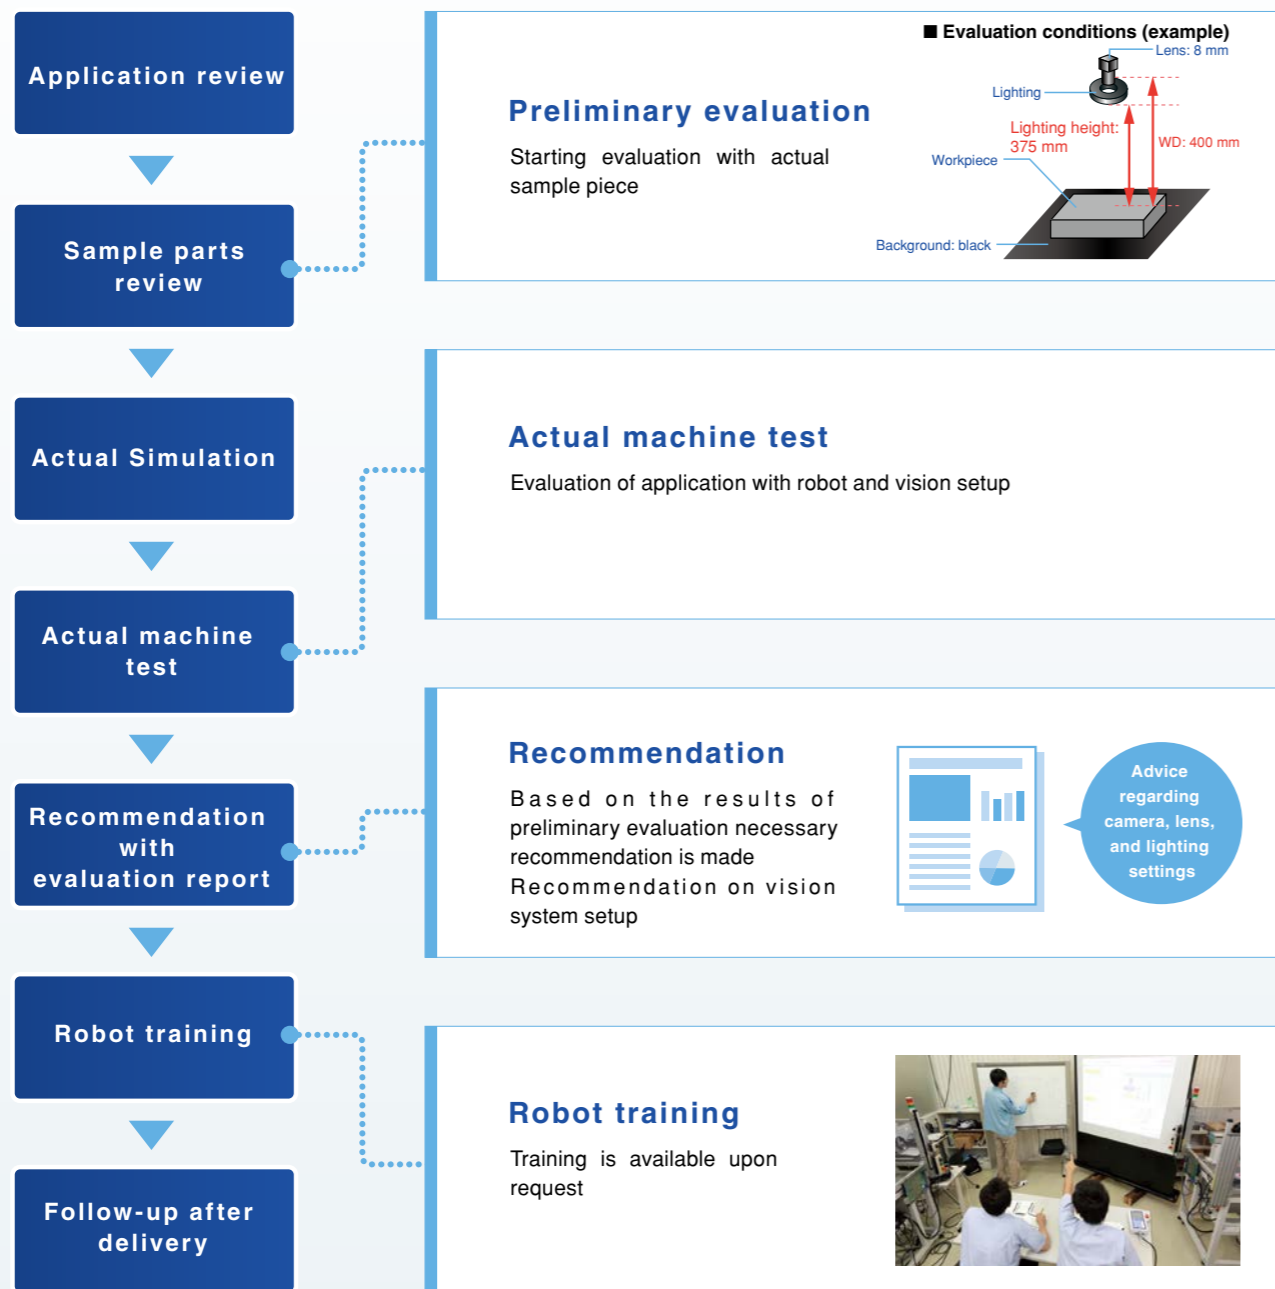 Application review
Sample parts
review
Actual Simulation
Actual machine
test
Recommendation
with
evaluation report
Robot training
Follow-up after
delivery
Preliminary evaluation
Starting evaluation with actual
sample piece
■ Evaluation conditions (example)
Lens: 8 mm
Lighting
Lighting height:
375 mm
WD: 400 mm
Workpiece
Background: black
Actual machine test
Evaluation of application with robot and vision setup
Recommendation
Based on the results of
preliminary evaluation necessary
recommendation is made
Recommendation on vision
system setup
Advice
regarding
camera, lens,
and lighting
settings
Robot training
Training is available upon
request